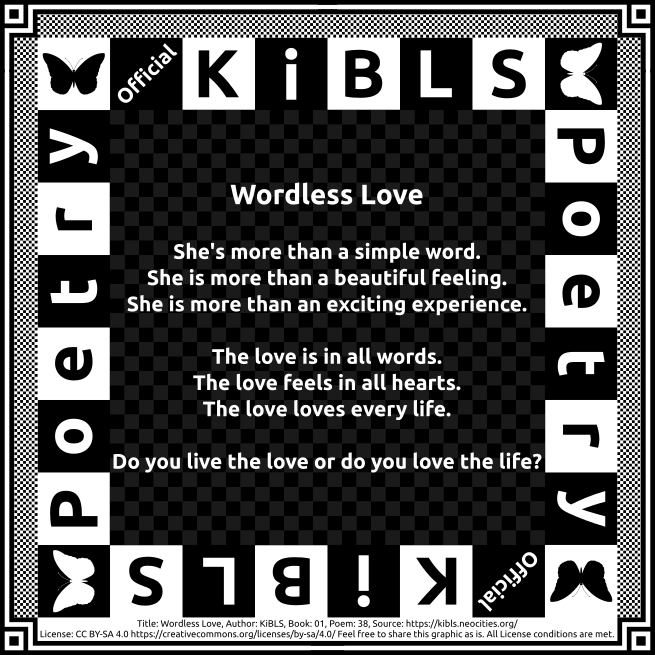 Official KiBLS
Poetry
Poetry
Wordless Love
She's more than a simple word.
She is more than a beautiful feeling.
She is more than an exciting experience.
The love is in all words.
The love feels in all hearts.
The love loves every life.
Do you live the love or do you love the life?
Official KiBLS
Title: Wordless Love, Author: KiBLS, Book: 01, Poem: 38, Source: https://kibls.neocities.org/
License: CC BY-SA 4.0 https://creativecommons.org/licenses/by-sa/4.0/ Feel free to share this graphic as is. All License conditions are met.